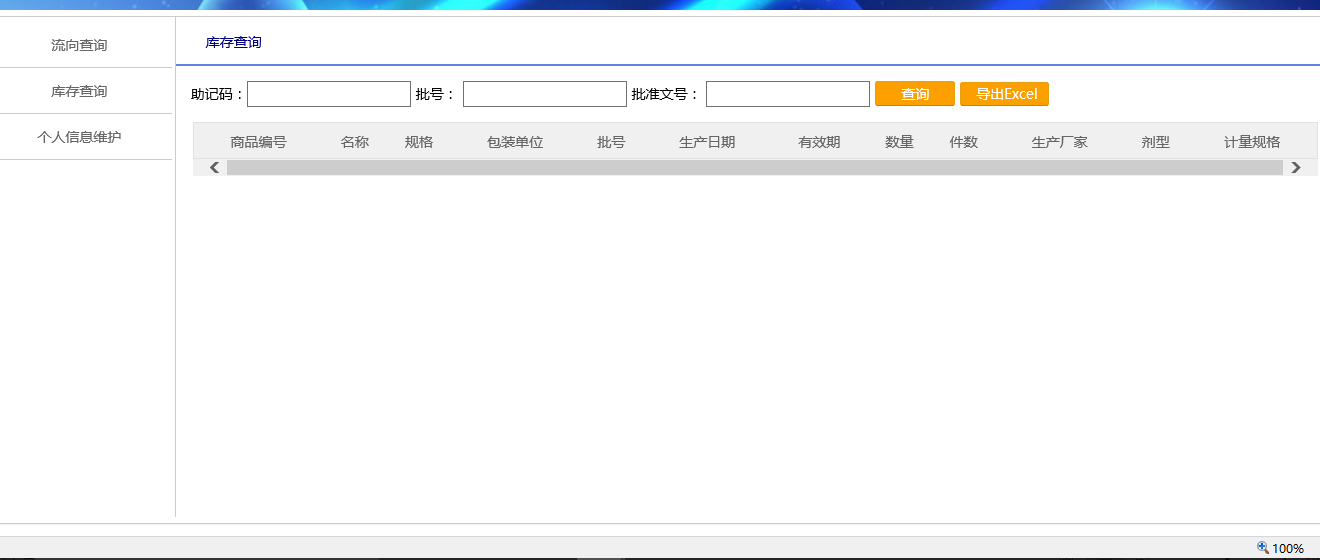 流向查询
库存查询
个人信息维护
库存查询
助记码： 批号： 批准文号： 查询 导出Excel
商品编号 名称 规格 包装单位 批号 生产日期 有效期 数量 件数 生产厂家 剂型 计量规格
100%